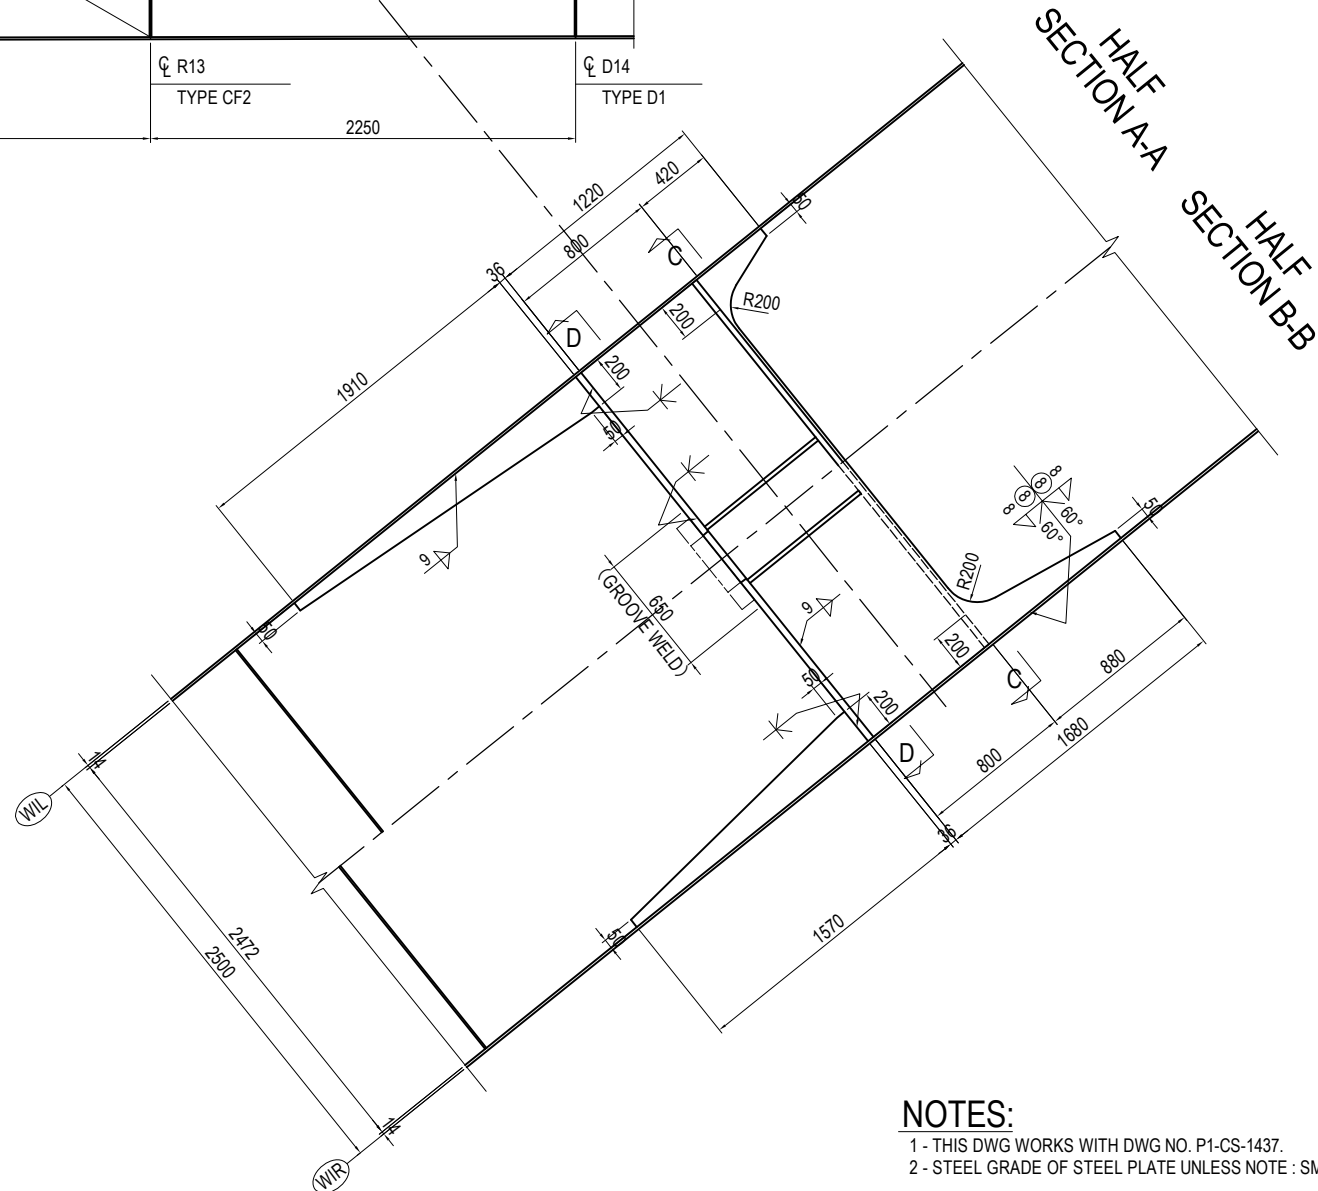 ℄ R13
TYPE CF2
℄ D14
TYPE D1
2250
HALF
SECTION A-A
HALF
SECTION B-B
1220
420
800
36
C
50
R200
200
D
200
1910
50
9
50
650
(GROOVE WELD)
9
50
200
D
8
8
8
8
60°
60°
50
R200
200
C
880
1680
800
36
1570
50
14
WIL
2472
2500
14
WIR
NOTES:
1 - THIS DWG WORKS WITH DWG NO. P1-CS-1437.
2 - STEEL GRADE OF STEEL PLATE UNLESS NOTE : SM